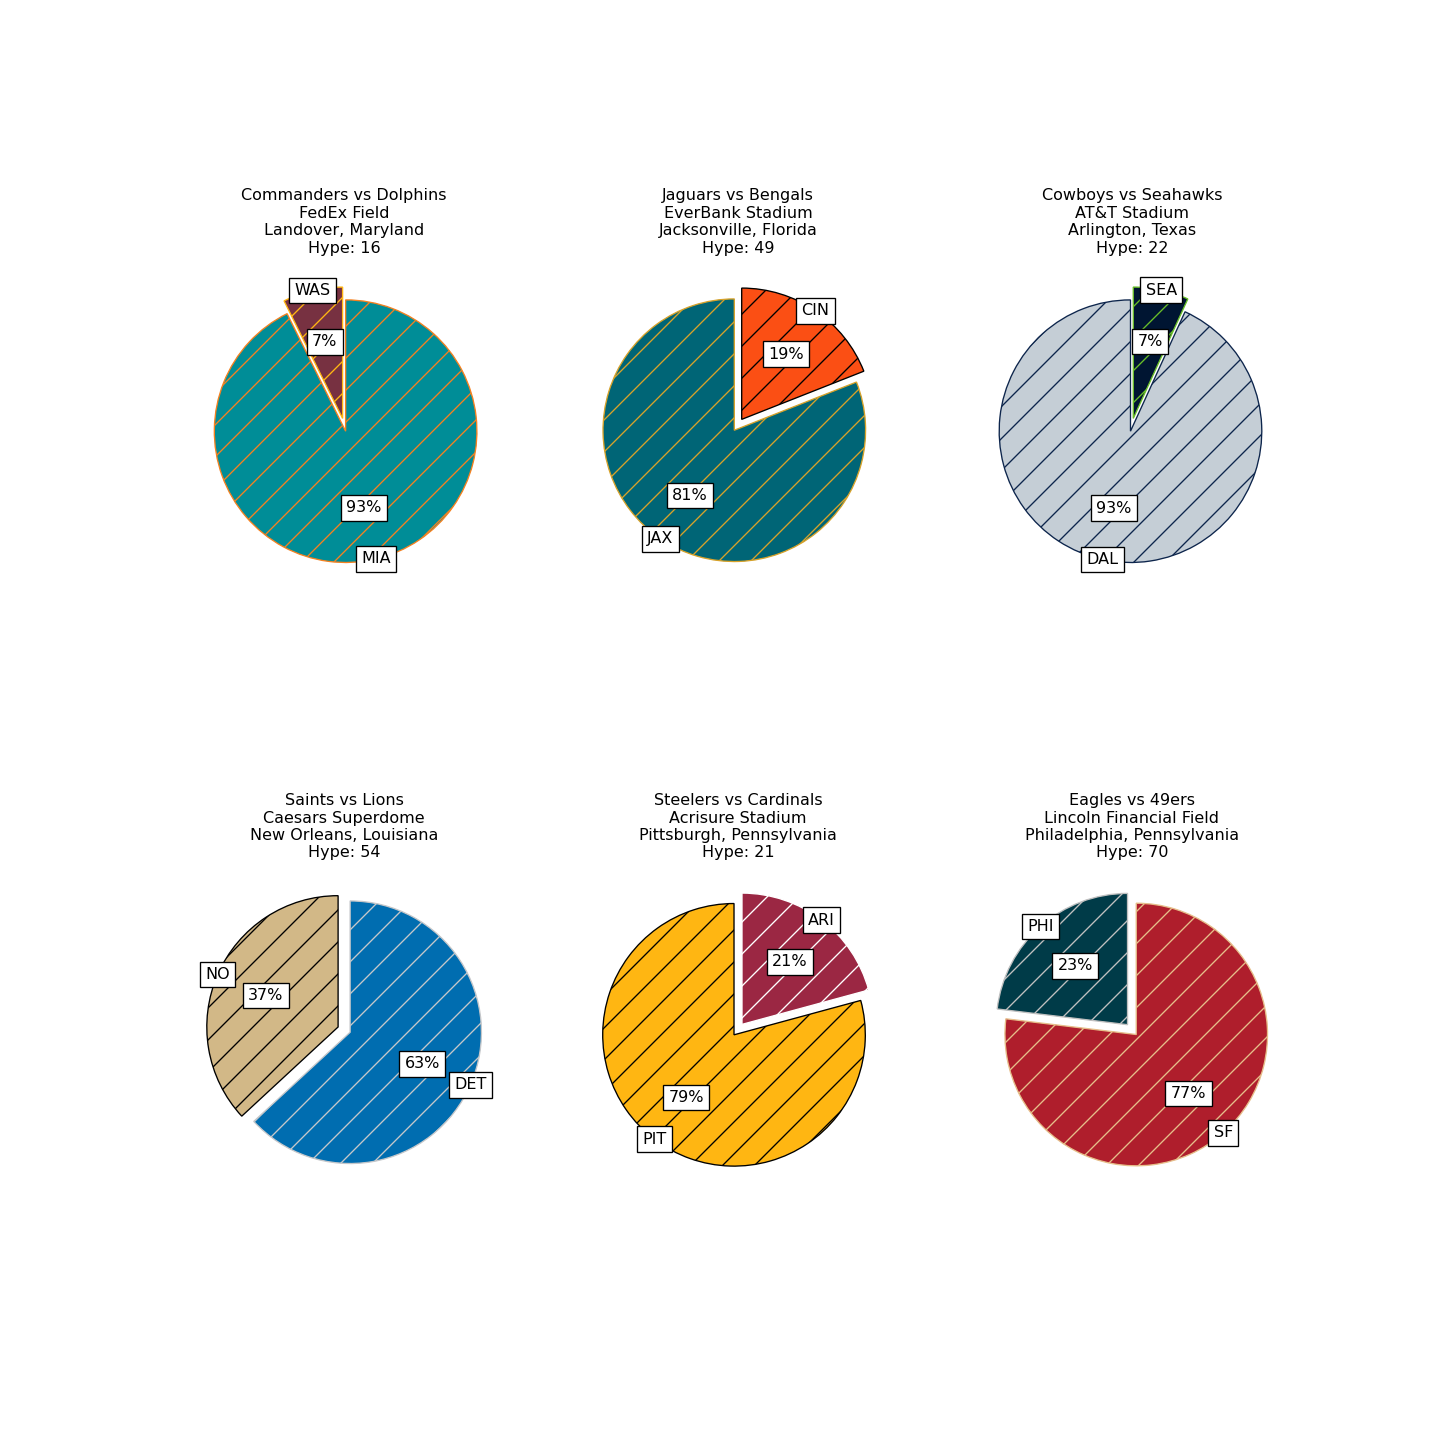 Commanders vs Dolphins
FedEx Field
Landover, Maryland
Hype: 16
WAS
7%
93%
MIA
Jaguars vs Bengals
EverBank Stadium
Jacksonville, Florida
Hype: 49
CIN
19%
81%
JAX
Cowboys vs Seahawks
AT&T Stadium
Arlington, Texas
Hype: 22
SEA
7%
93%
DAL
Saints vs Lions
Caesars Superdome
New Orleans, Louisiana
Hype: 54
NO
37%
63%
DET
Steelers vs Cardinals
Acrisure Stadium
Pittsburgh, Pennsylvania
Hype: 21
ARI
21%
79%
PIT
Eagles vs 49ers
Lincoln Financial Field
Philadelphia, Pennsylvania
Hype: 70
PHI
23%
77%
SF